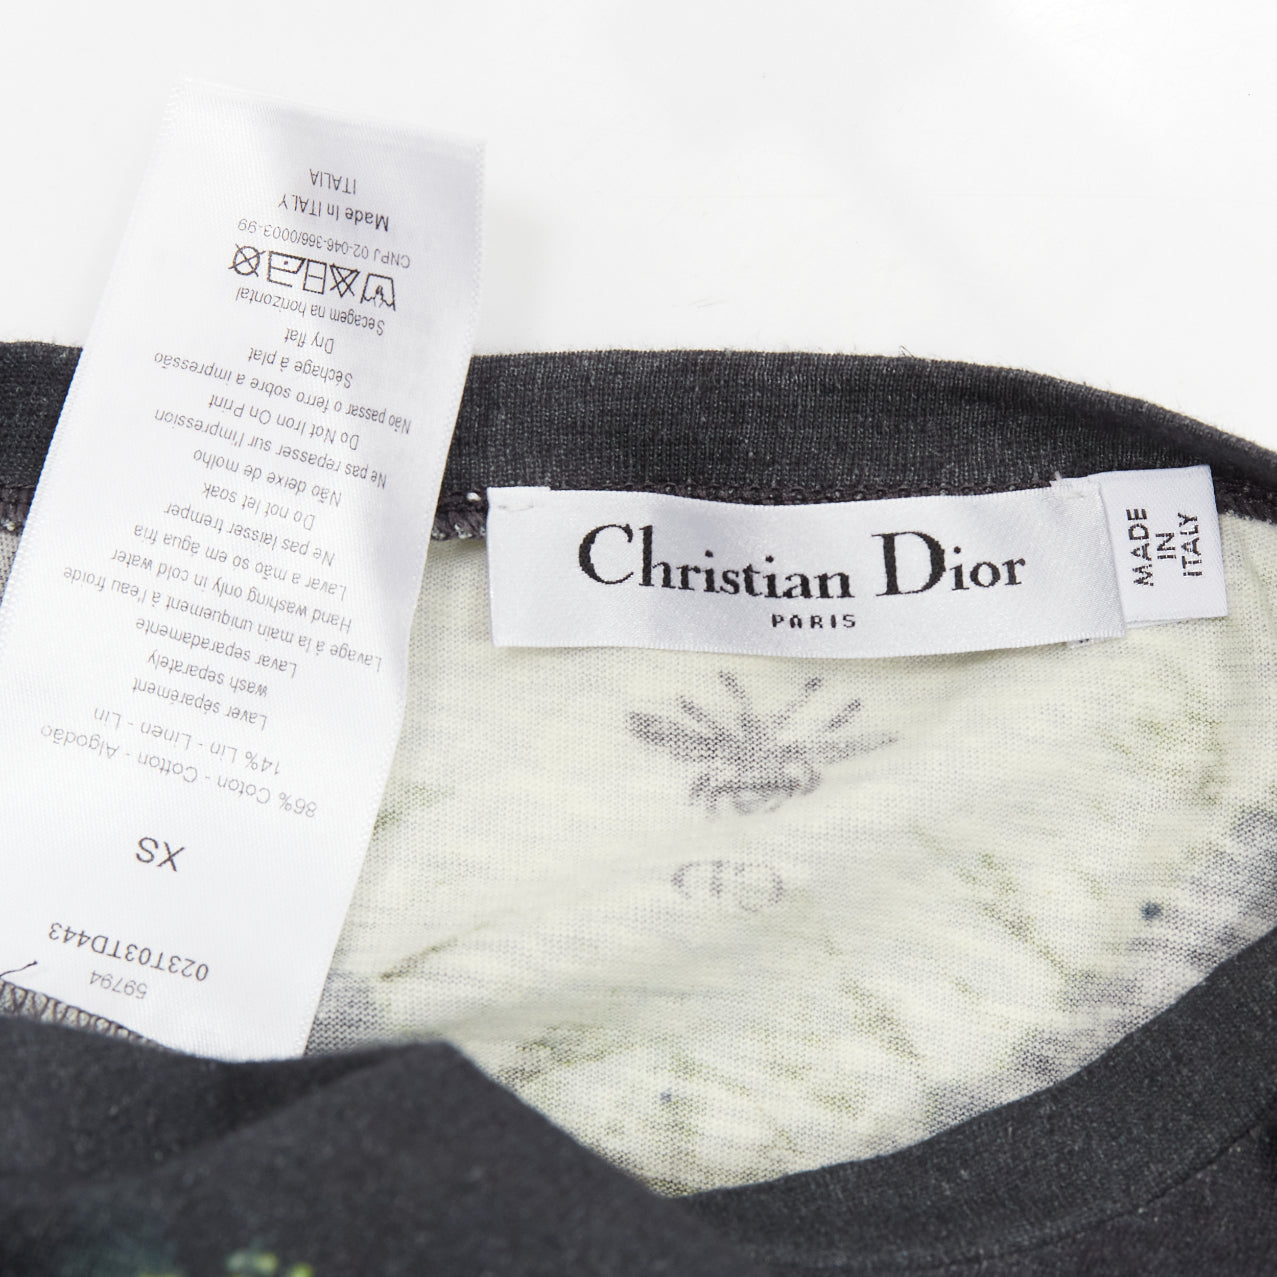 Christian Dior
PARIS
MADE
IN
ITALY
59794
023T03TD443
XS
86% Coton - Cotton - Algodão
14% Lin - Linen - Lin
Laver séparément
wash separately
Lavar separadamente
Lavage à la main uniquement à l'eau froide
Hand washing only in cold water
Lavar a mão so em água fria
Ne pas laisser tremper
Do not let soak
Não deixe de molho
Ne pas repasser sur l'impression
Do Not Iron On Print
Não passar o ferro sobre a impressão
Séchage à plat
Dry flat
Secagem na horizontal
CNPJ 02-046-366/0003-99
Made In ITALY
ITALIA